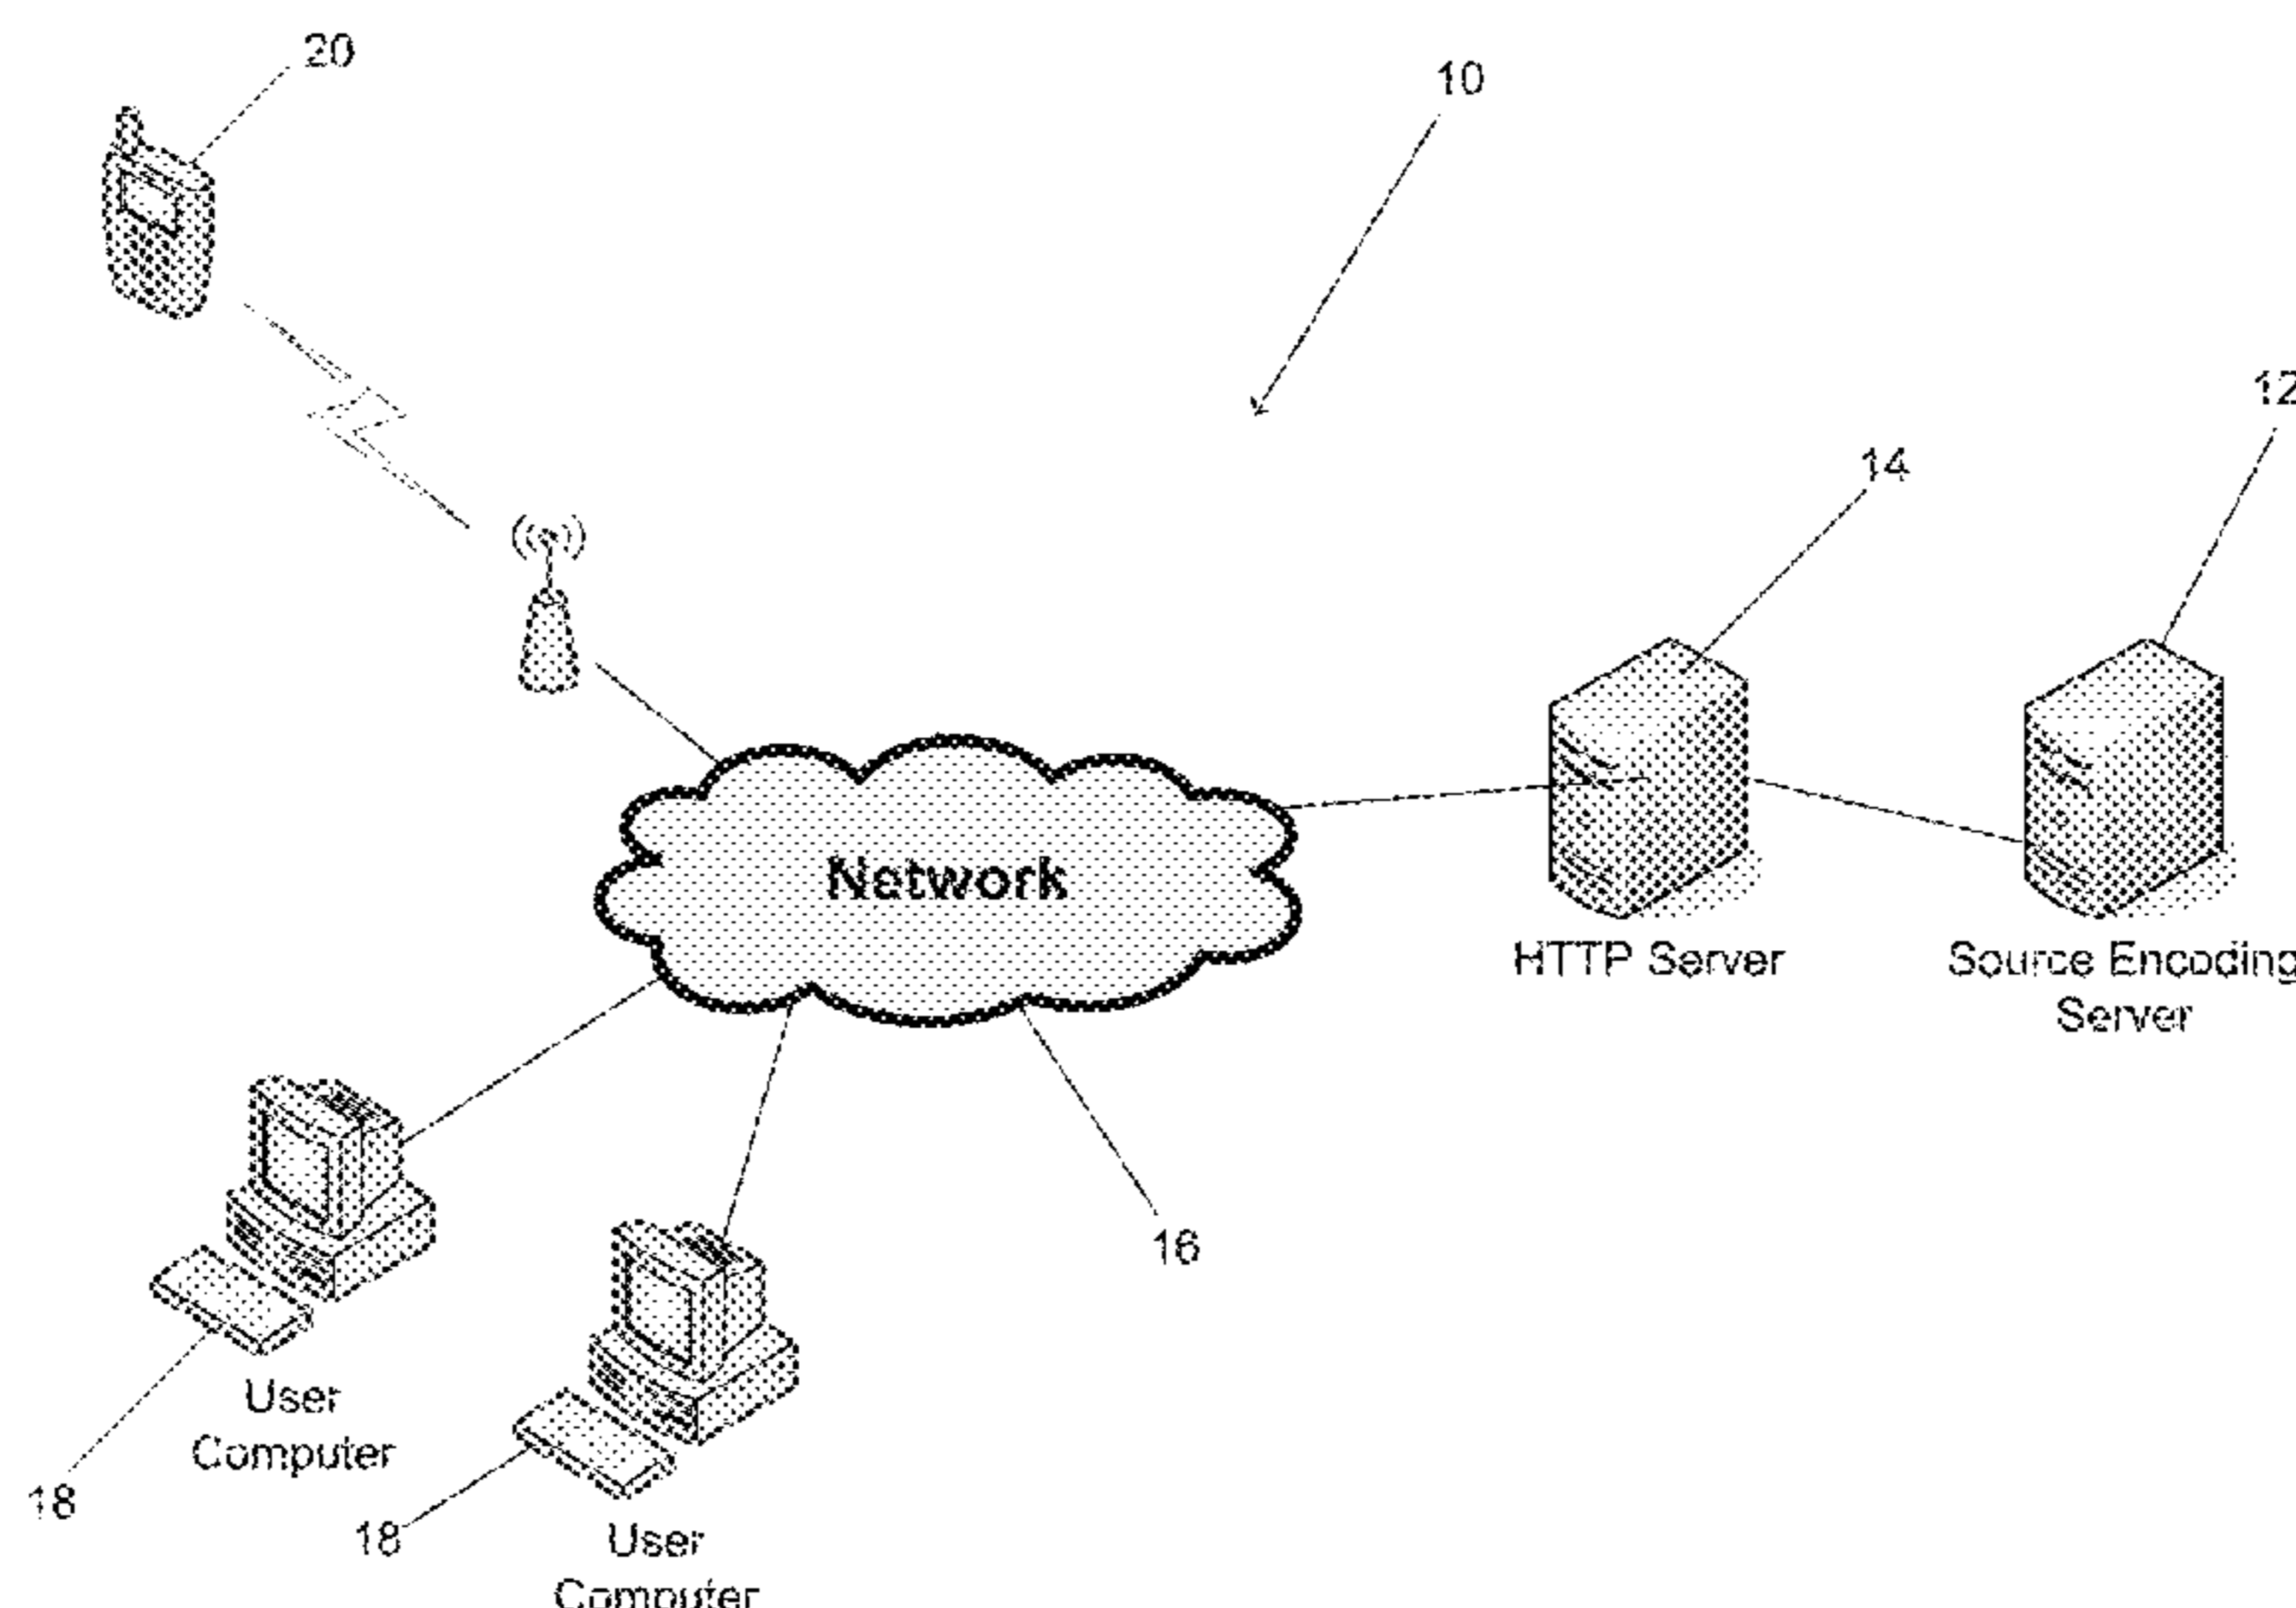 20
10
12
14
Network
HTTP Server
Source Encoding
Server
16
User
Computer
18
18
User
Computer